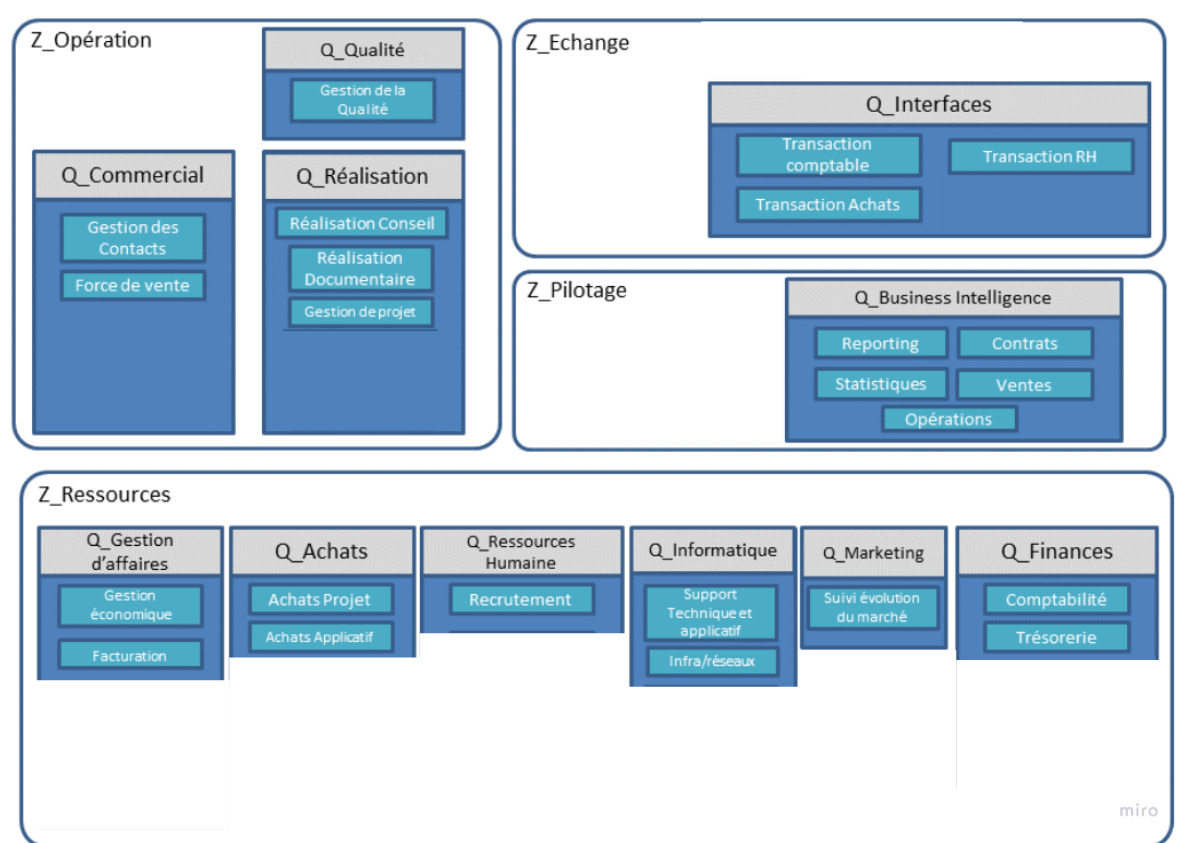 Z_Opération
Q_Qualité
Gestion de la
Qualité
Q_Commercial
Gestion des
Contacts
Force de vente
Q_Réalisation
Réalisation Conseil
Réalisation
Documentaire
Gestion de projet
Z_Echange
Q_Interfaces
Transaction
comptable
Transaction RH
Transaction Achats
Z_Pilotage
Q_Business Intelligence
Reporting
Contrats
Statistiques
Ventes
Opérations
Z_Ressources
Q_Gestion
d’affaires
Gestion
économique
Facturation
Q_Achats
Achats Projet
Achats Applicatif
Q_Ressources
Humaine
Recrutement
Q_Informatique
Support
Technique et
applicatif
Infra/réseaux
Q_Marketing
Suivi évolution
du marché
Q_Finances
Comptabilité
Trésorerie
miro